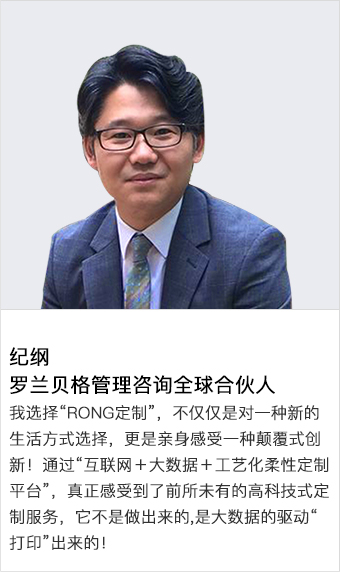 纪纲
罗兰贝格管理咨询全球合伙人
我选择“RONG定制”，不仅仅是对一种新的
生活方式选择，更是亲身感受一种颠覆式创
新！通过“互联网＋大数据＋工艺化柔性定制
平台”，真正感受到了前所未有的高科技式定
制服务，它不是做出来的,是大数据的驱动“
打印”出来的！